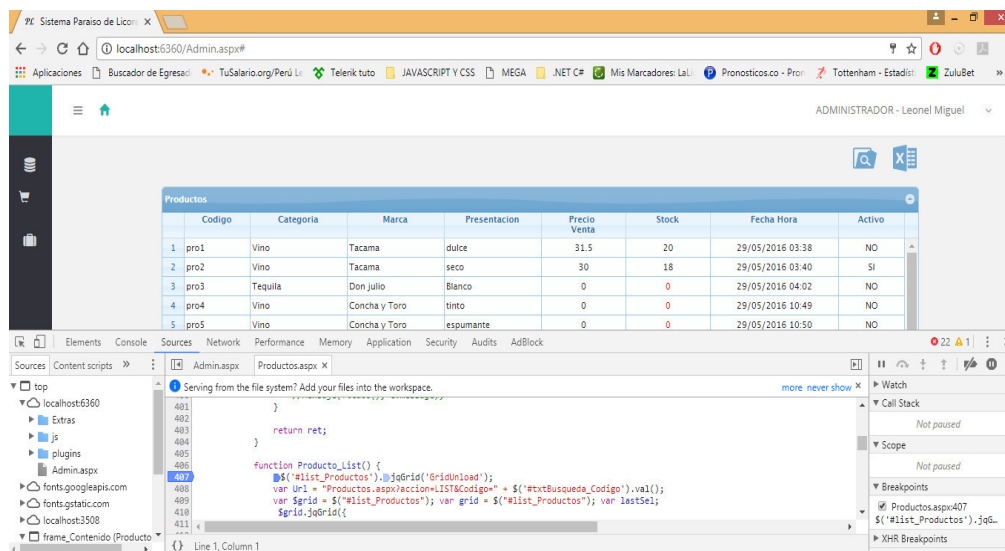 Sistema Paraiso de Licore
localhost:6360/Admin.aspx#
Aplicaciones Buscador de Egresad TuSalario.org/Perú Le Telerik tuto JAVASCRIPT Y CSS MEGA .NET C# Mis Marcadores: LaLi Pronosticos.co - Pron Tottenham - Estadíst ZuluBet »
ADMINISTRADOR - Leonel Miguel
Productos
Codigo Categoria Marca Presentacion Precio Venta Stock Fecha Hora Activo
1 pro1 Vino Tacama dulce 31.5 20 29/05/2016 03:38 NO
2 pro2 Vino Tacama seco 30 18 29/05/2016 03:40 SI
3 pro3 Tequila Don julio Blanco 0 0 29/05/2016 04:02 NO
4 pro4 Vino Concha y Toro tinto 0 0 29/05/2016 10:49 NO
5 pro5 Vino Concha y Toro espumante 0 0 29/05/2016 10:50 NO
Elements Console Sources Network Performance Memory Application Security Audits AdBlock 22 1
Sources Content scripts » Admin.aspx Productos.aspx ×
Serving from the file system? Add your files into the workspace. more never show ×
top
localhost:6360
Extras
js
plugins
Admin.aspx
fonts.googleapis.com
fonts.gstatic.com
localhost:3508
frame_Contenido (Producto
401 }
402
403 return ret;
404 }
405
406 function Producto_List() {
407 $('#list_Productos').jqGrid('GridUnload');
408 var Url = "Productos.aspx?accion=LIST&Codigo=" + $('#txtBusqueda_Codigo').val();
409 var $grid = $("#list_Productos"); var grid = $("#list_Productos"); var lastSel;
410 $grid.jqGrid({
411
{} Line 1, Column 1
Watch
Call Stack
Not paused
Scope
Not paused
Breakpoints
Productos.aspx:407
$('#list_Productos').jqG…
XHR Breakpoints